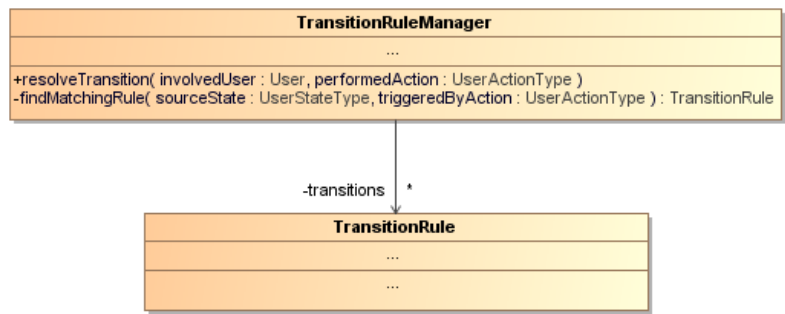 TransitionRuleManager
...
+resolveTransition( involvedUser : User, performedAction : UserActionType )
-findMatchingRule( sourceState : UserStateType, triggeredByAction : UserActionType ) : TransitionRule
-transitions *
TransitionRule
...
...